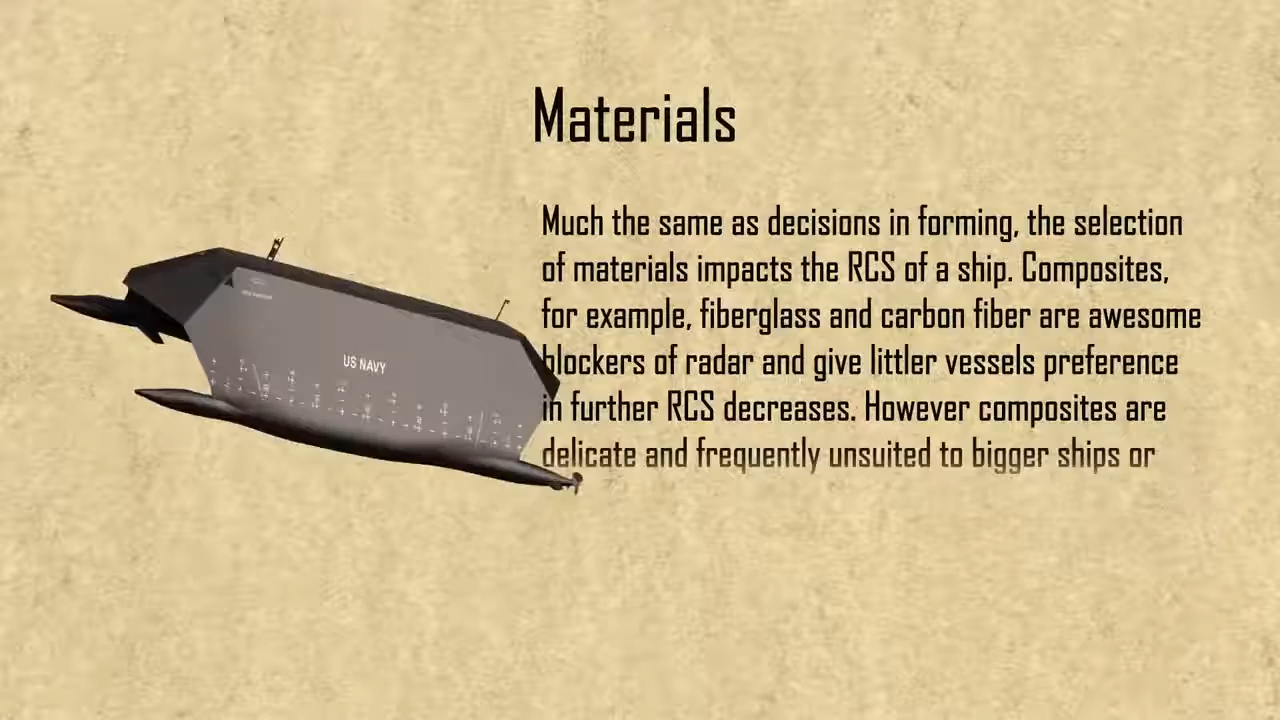 Materials
Much the same as decisions in forming, the selection
of materials impacts the RCS of a ship. Composites,
for example, fiberglass and carbon fiber are awesome
blockers of radar and give littler vessels preference
in further RCS decreases. However composites are
delicate and frequently unsuited to bigger ships or
US NAVY